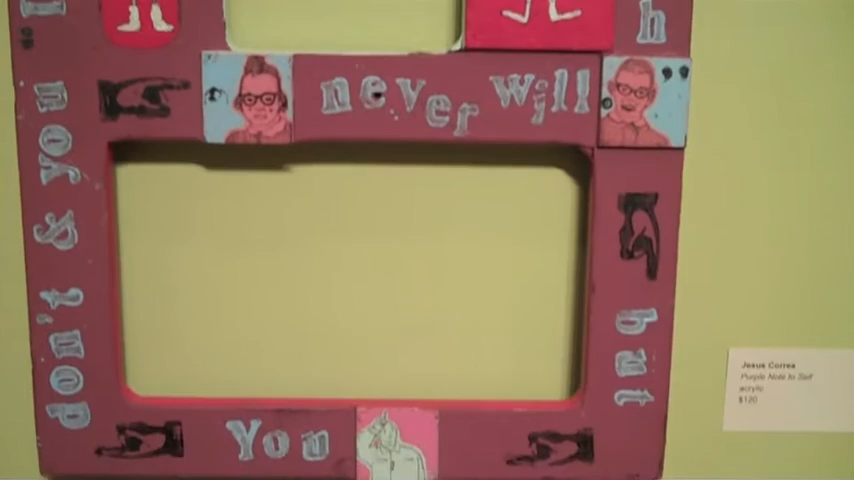 never will
”
don't & you
but
You
h
Jesus Correa
Purple Note to Self
acrylic
$120